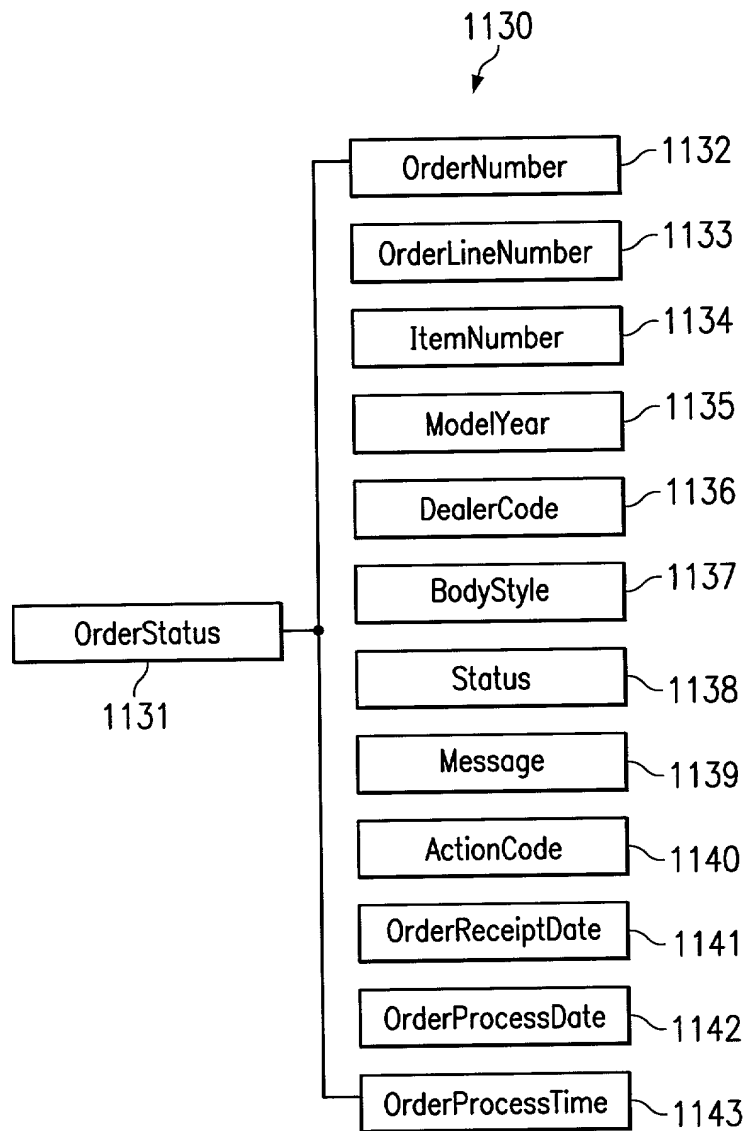 1130
OrderNumber
1132
OrderLineNumber
1133
ItemNumber
1134
ModelYear
1135
DealerCode
1136
BodyStyle
1137
OrderStatus
1131
Status
1138
Message
1139
ActionCode
1140
OrderReceiptDate
1141
OrderProcessDate
1142
OrderProcessTime
1143